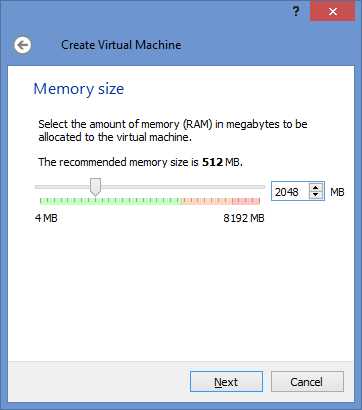 ?
Create Virtual Machine
Memory size
Select the amount of memory (RAM) in megabytes to be
allocated to the virtual machine.
The recommended memory size is 512 MB.
2048 MB
4 MB 8192 MB
Next Cancel